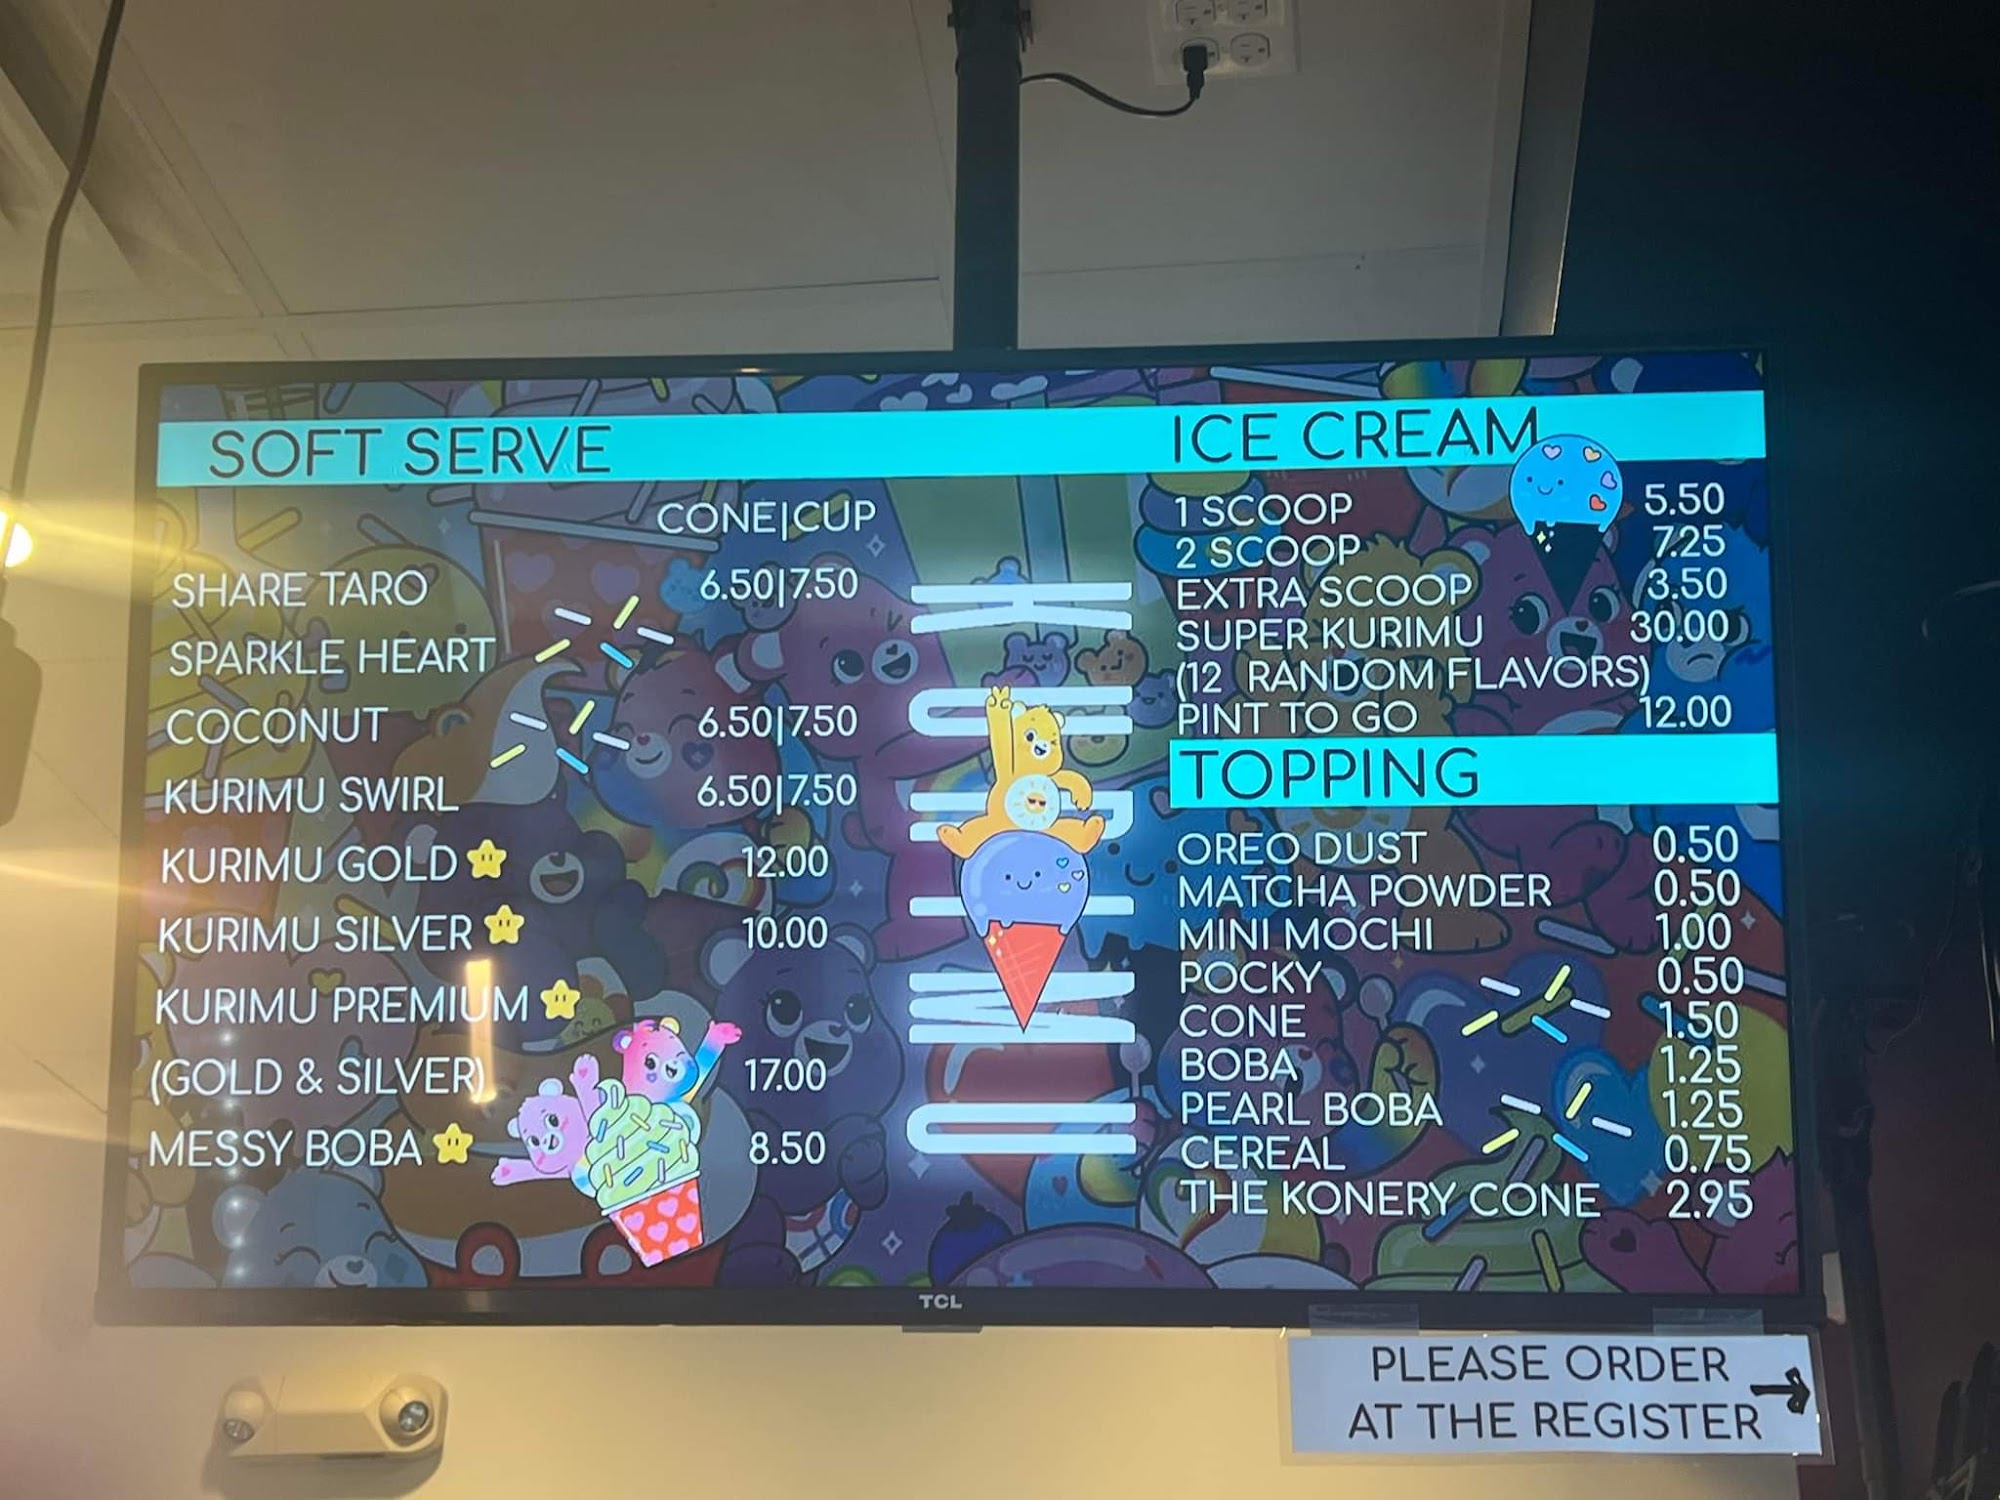 SOFT SERVE
CONE|CUP
SHARE TARO 6.50|7.50
SPARKLE HEART
COCONUT 6.50|7.50
KURIMU SWIRL 6.50|7.50
KURIMU GOLD 12.00
KURIMU SILVER 10.00
KURIMU PREMIUM
(GOLD & SILVER) 17.00
MESSY BOBA 8.50
KURIMU
ICE CREAM
1 SCOOP 5.50
2 SCOOP 7.25
EXTRA SCOOP 3.50
SUPER KURIMU 30.00
(12 RANDOM FLAVORS)
PINT TO GO 12.00
TOPPING
OREO DUST 0.50
MATCHA POWDER 0.50
MINI MOCHI 1.00
POCKY 0.50
CONE 1.50
BOBA 1.25
PEARL BOBA 1.25
CEREAL 0.75
THE KONERY CONE 2.95
TCL
PLEASE ORDER
AT THE REGISTER